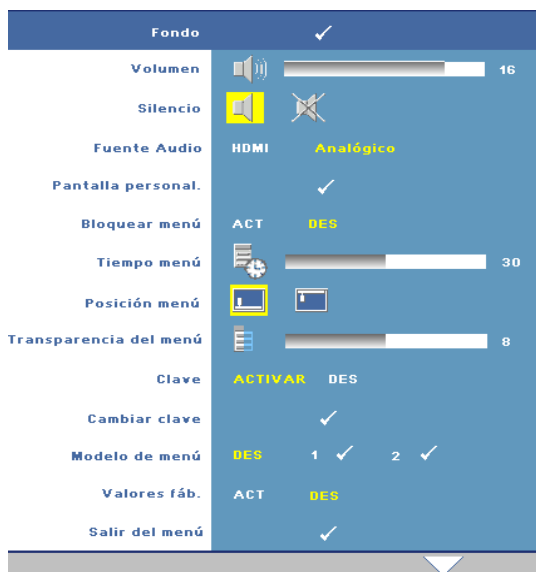 Fondo ✓
Volumen 16
Silencio
Fuente Audio HDMI Analógico
Pantalla personal. ✓
Bloquear menú ACT DES
Tiempo menú 30
Posición menú
Transparencia del menú 8
Clave ACTIVAR DES
Cambiar clave ✓
Modelo de menú DES 1 ✓ 2 ✓
Valores fáb. ACT DES
Salir del menú ✓